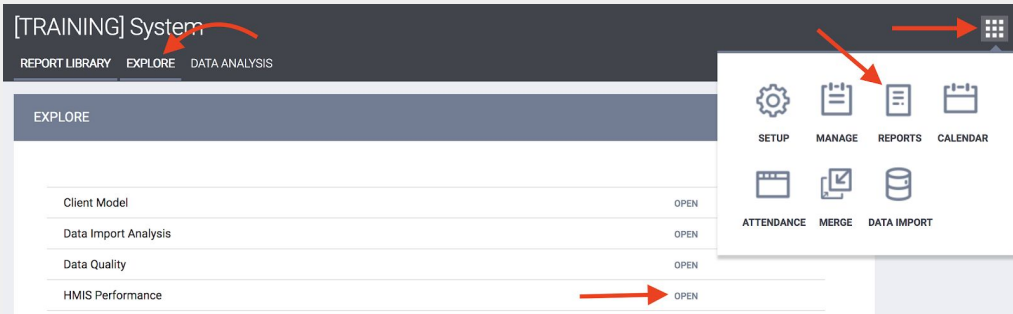 [TRAINING] System
REPORT LIBRARY EXPLORE DATA ANALYSIS
EXPLORE
Client Model OPEN
Data Import Analysis OPEN
Data Quality OPEN
HMIS Performance OPEN
SETUP MANAGE REPORTS CALENDAR
ATTENDANCE MERGE DATA IMPORT